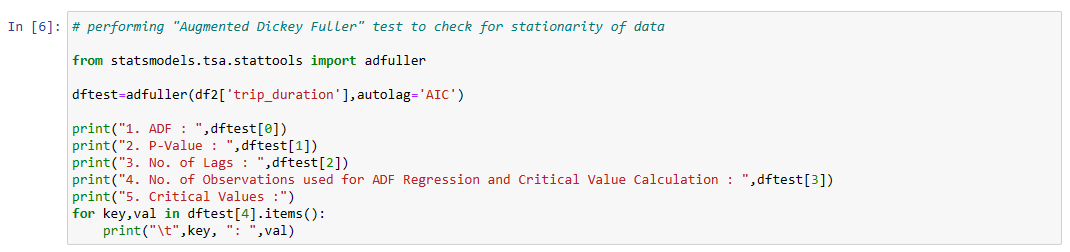 In [6]: # performing "Augmented Dickey Fuller" test to check for stationarity of data
from statsmodels.tsa.stattools import adfuller
dftest=adfuller(df2['trip_duration'],autolag='AIC')
print("1. ADF : ",dftest[0])
print("2. P-Value : ",dftest[1])
print("3. No. of Lags : ",dftest[2])
print("4. No. of Observations used for ADF Regression and Critical Value Calculation : ",dftest[3])
print("5. Critical Values :")
for key,val in dftest[4].items():
    print("\t",key, ": ",val)